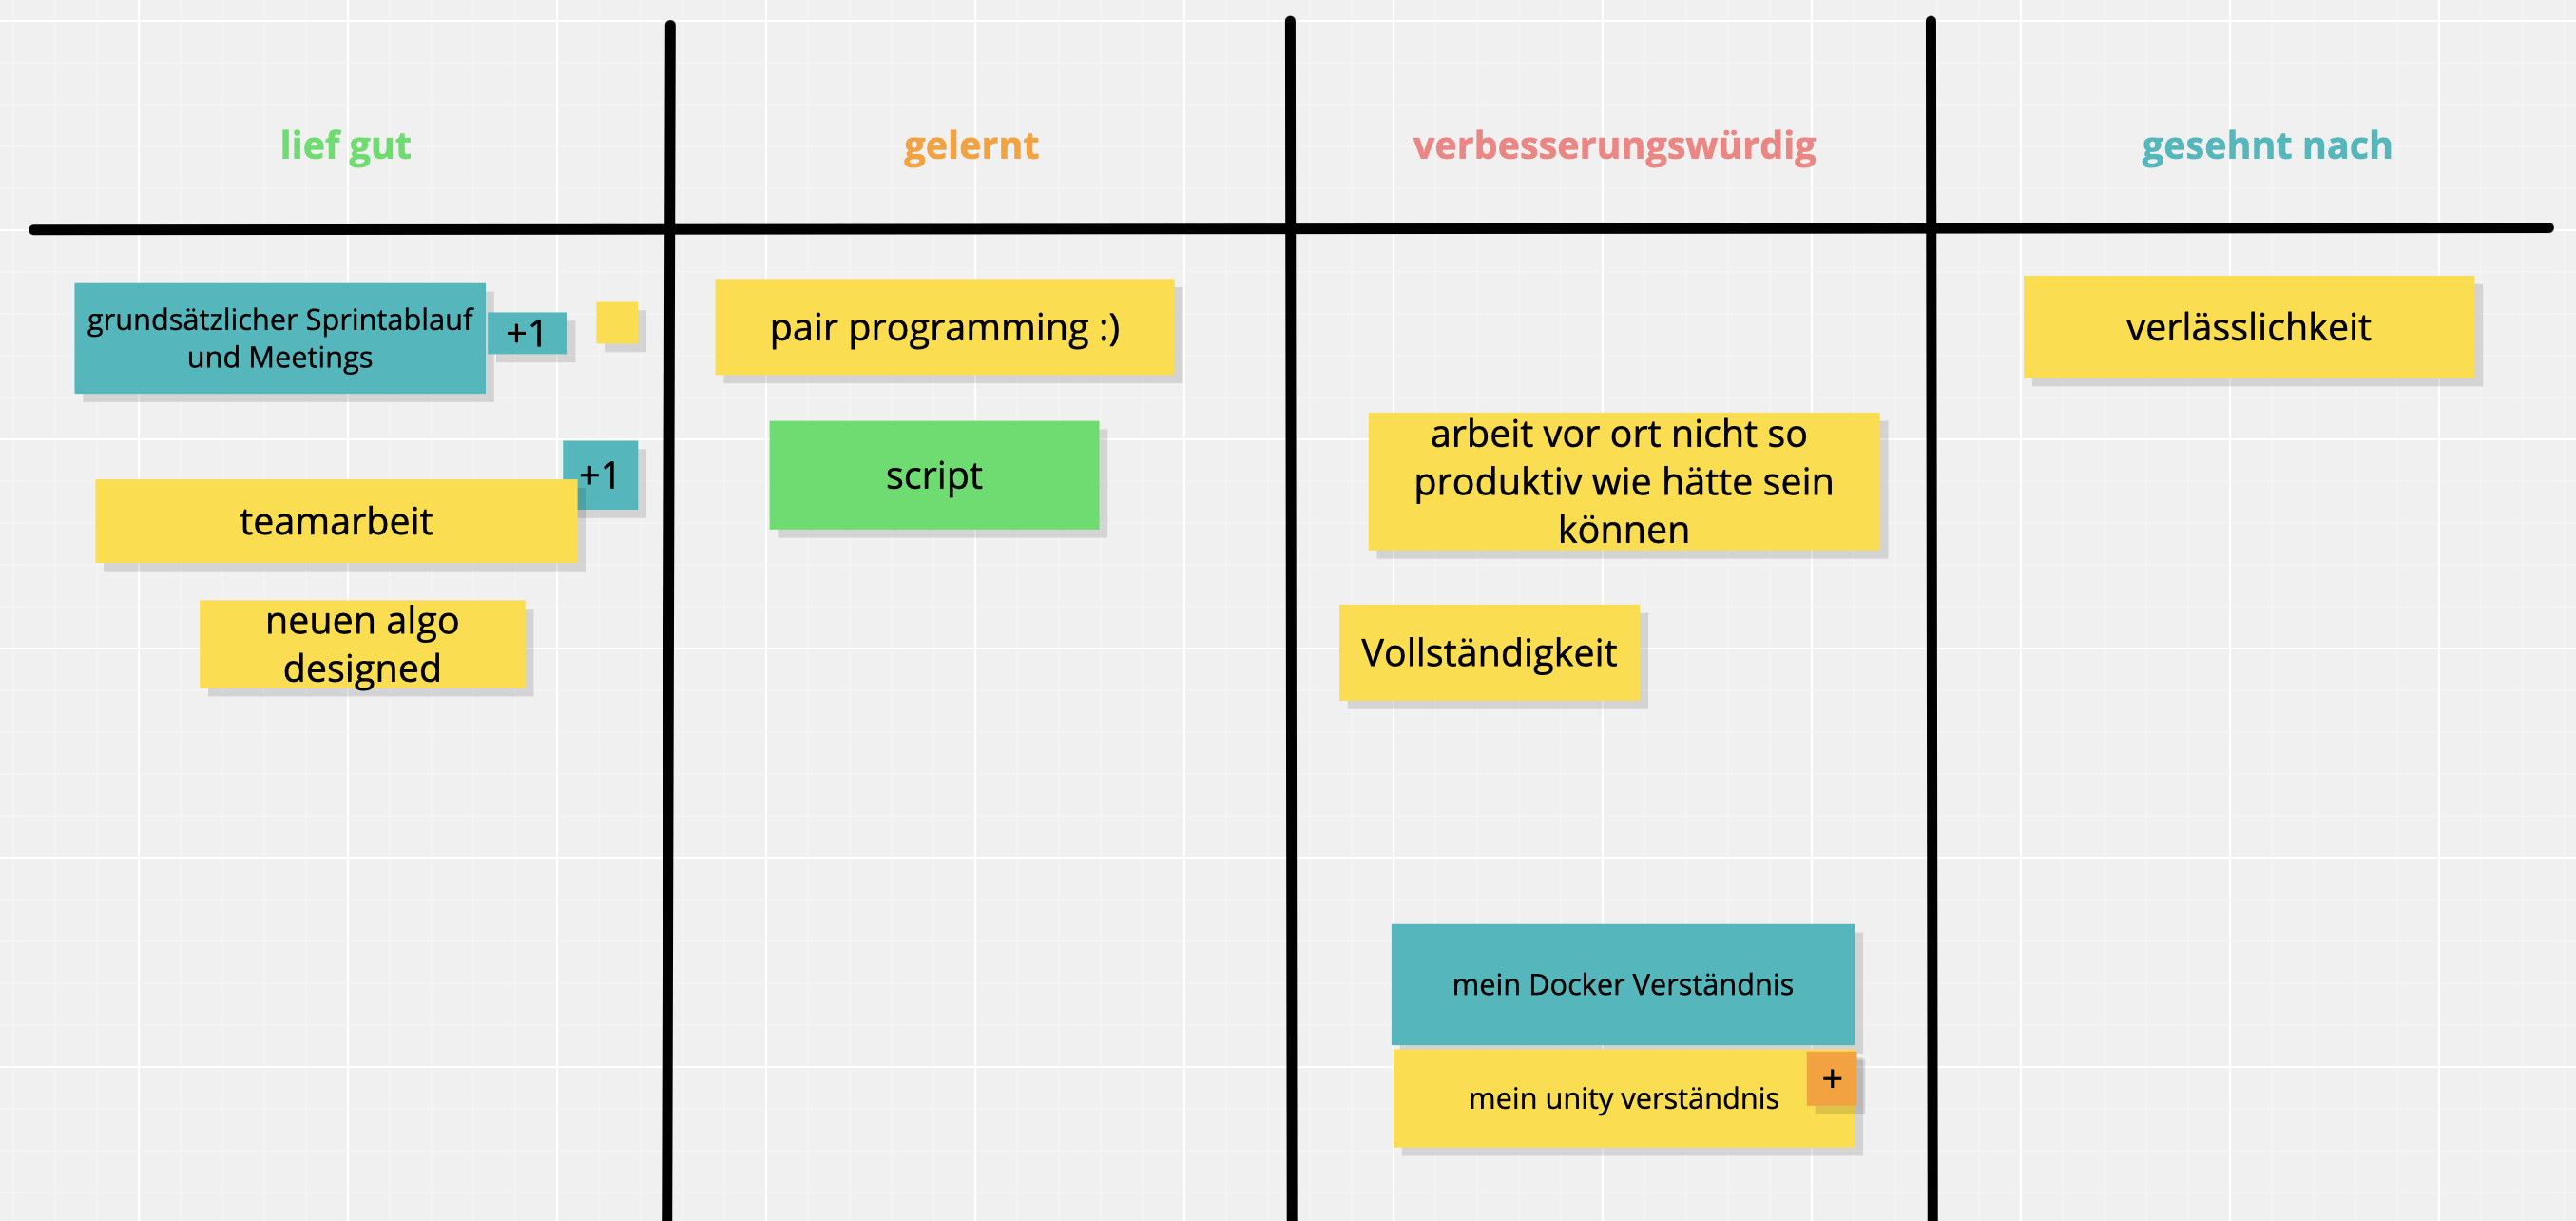 lief gut
gelernt
verbesserungswürdig
gesehnt nach
grundsätzlicher Sprintablauf
und Meetings
+1
+1
teamarbeit
neuen algo
designed
pair programming :)
script
arbeit vor ort nicht so
produktiv wie hätte sein
können
Vollständigkeit
mein Docker Verständnis
mein unity verständnis
+
verlässlichkeit